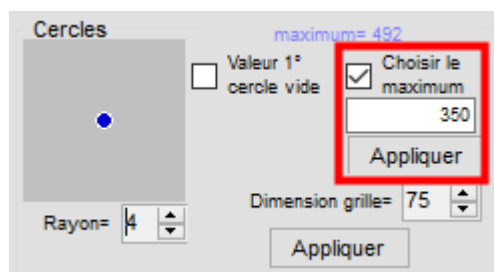 Cercles
maximum= 492
Valeur 1°
cercle vide
Choisir le
maximum
350
Appliquer
Rayon= 4
Dimension grille= 75
Appliquer